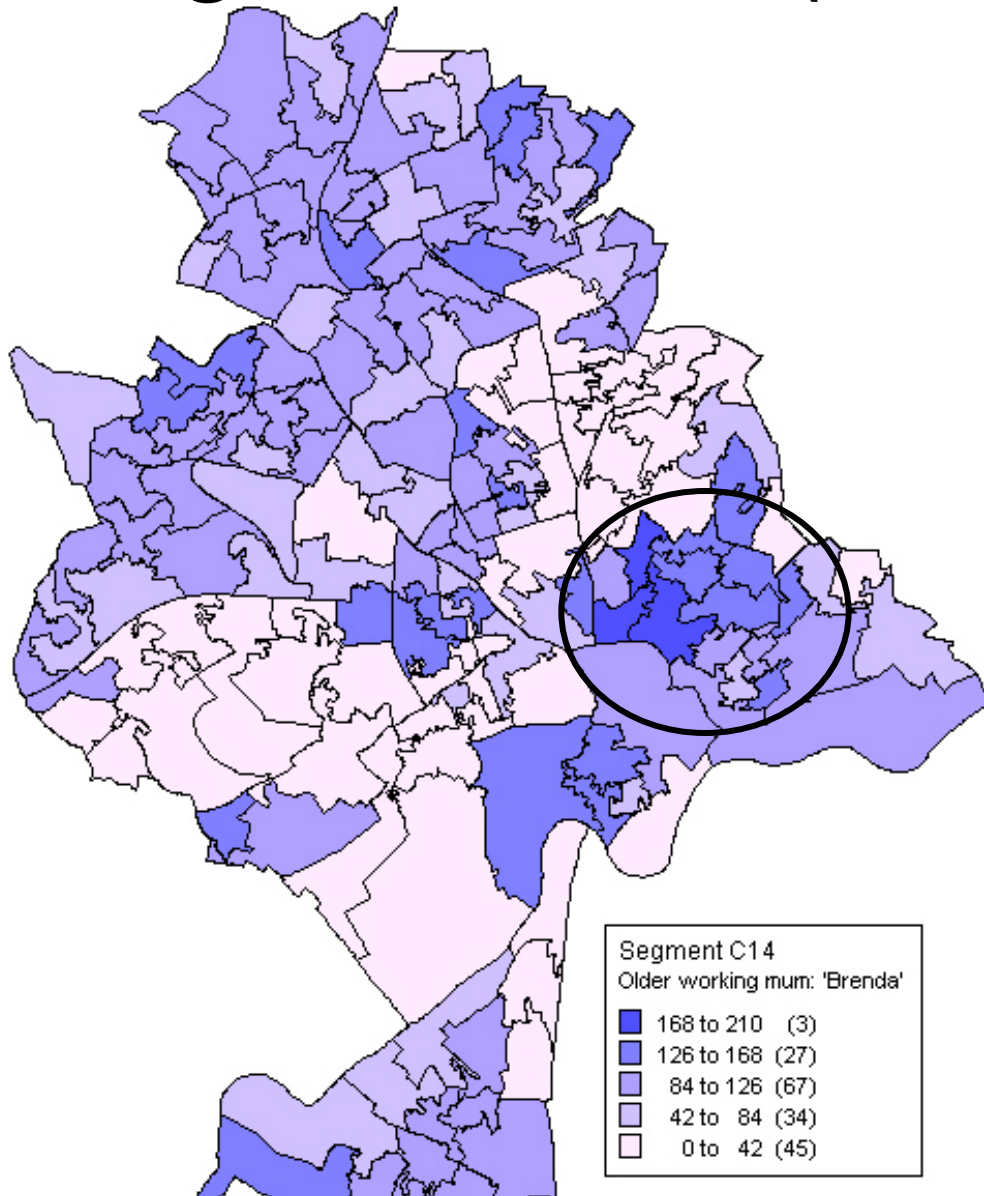 Segment C14
Older working mum: 'Brenda'
168 to 210 (3)
126 to 168 (27)
84 to 126 (67)
42 to 84 (34)
0 to 42 (45)